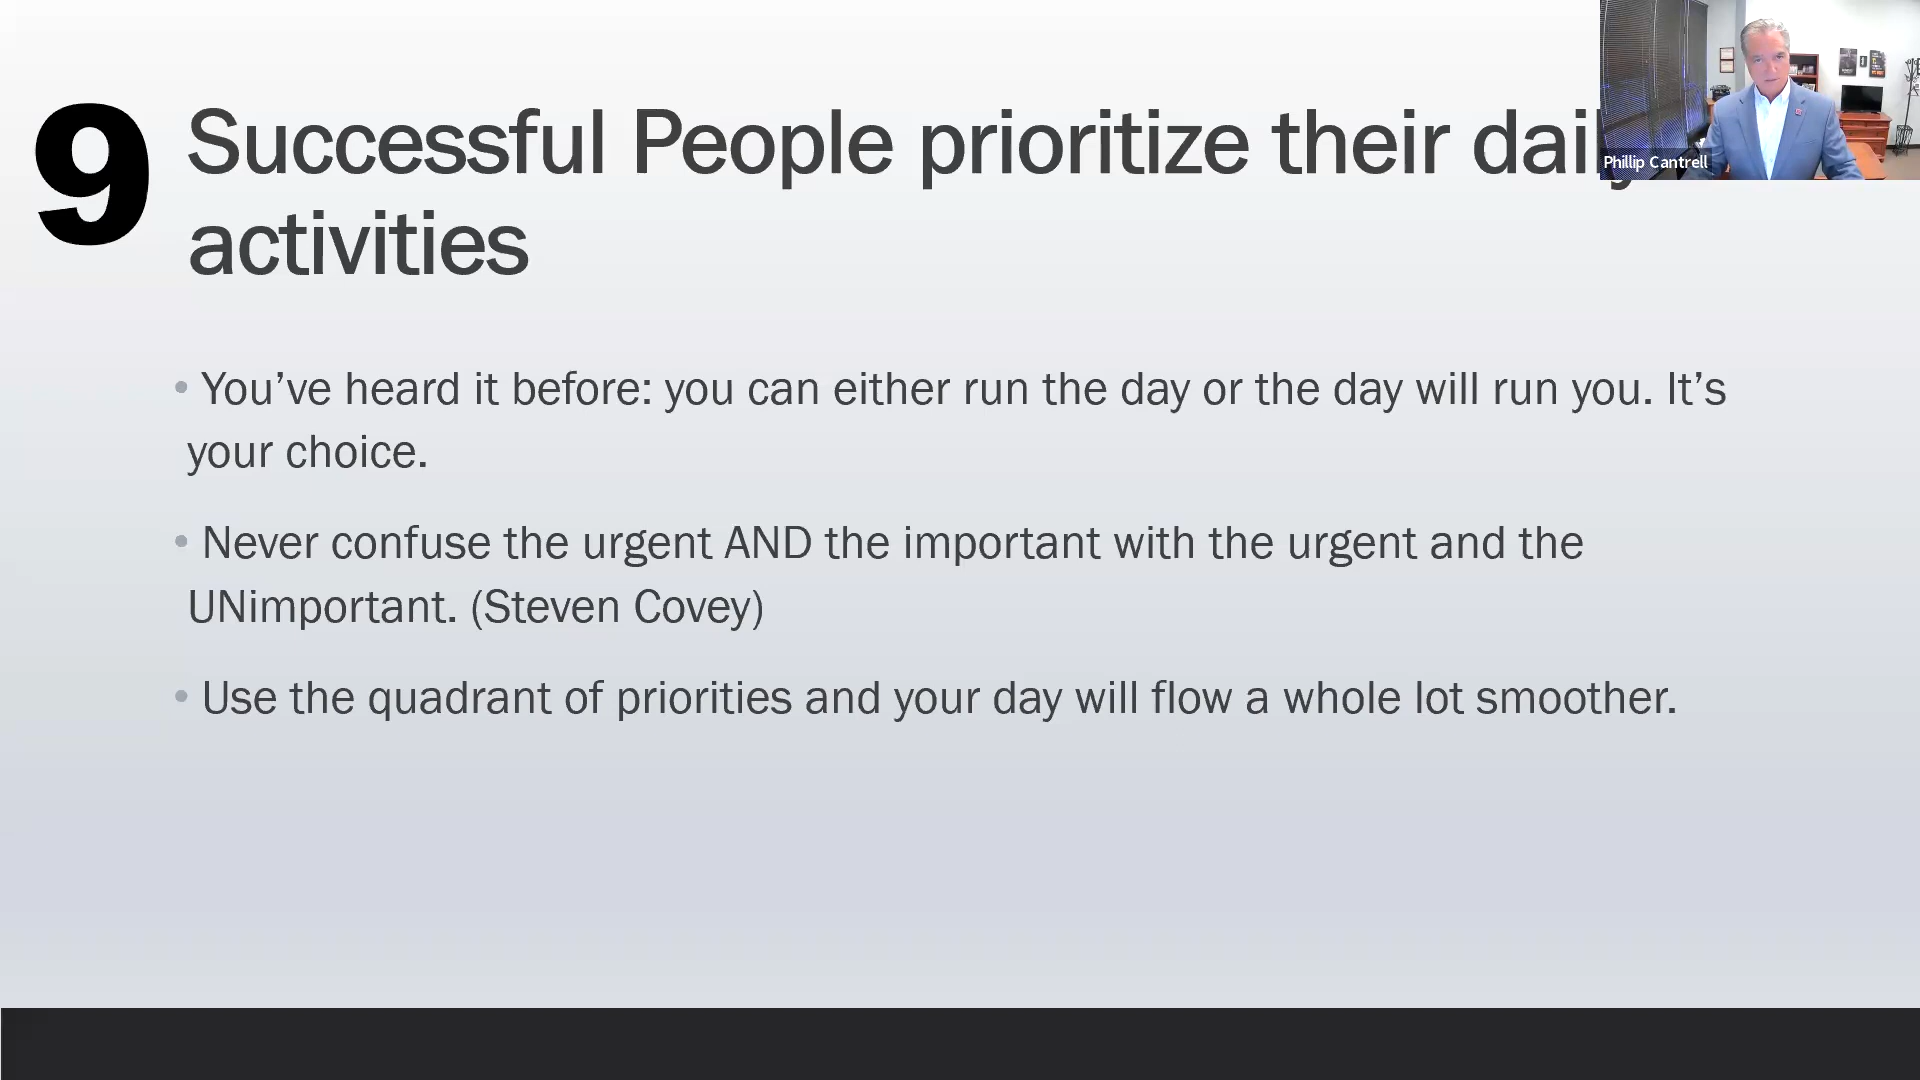 9
Successful People prioritize their daily
activities
Phillip Cantrell
• You’ve heard it before: you can either run the day or the day will run you. It’s
your choice.
• Never confuse the urgent AND the important with the urgent and the
UNimportant. (Steven Covey)
• Use the quadrant of priorities and your day will flow a whole lot smoother.